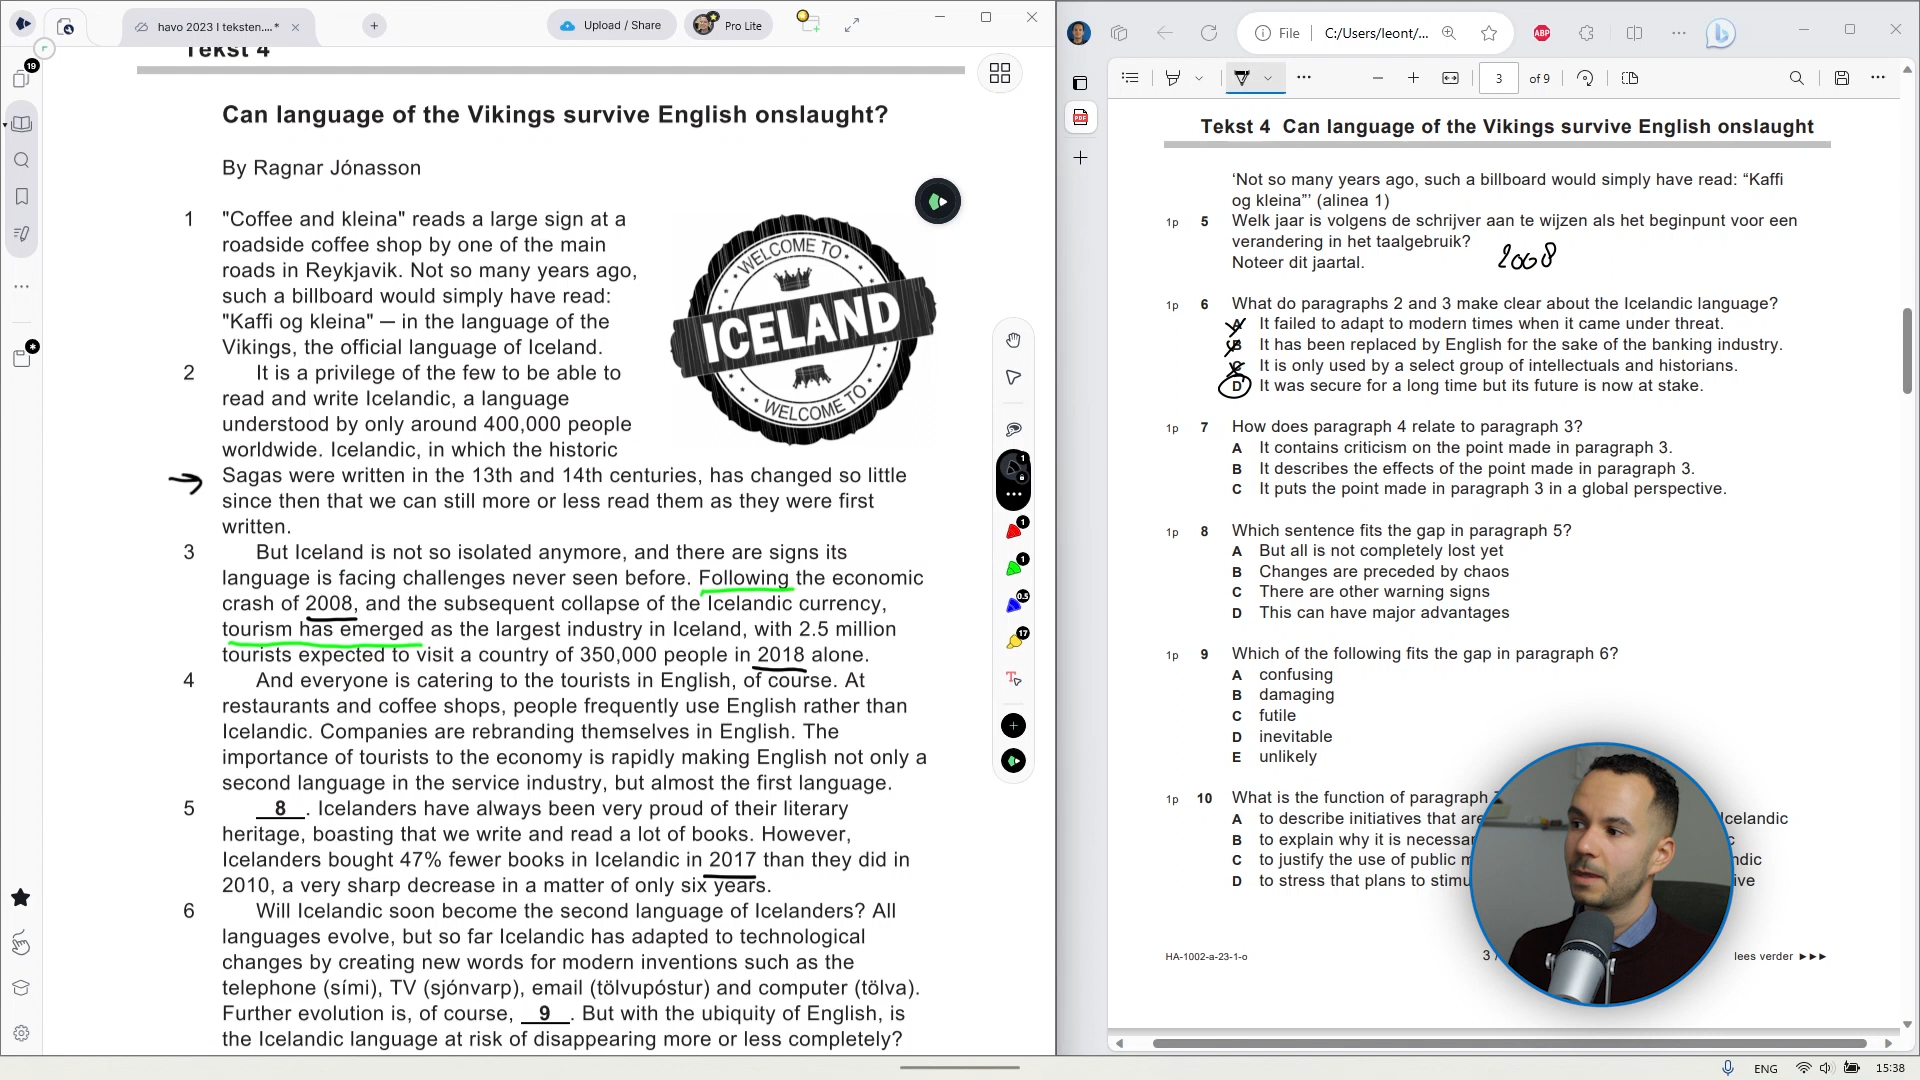 havo 2023 I teksten....*
Upload / Share
Pro Lite
File
C:/Users/leont/...
ABP
19
3
of 9
Tekst 4
Can language of the Vikings survive English onslaught?
By Ragnar Jónasson
1
"Coffee and kleina" reads a large sign at a
roadside coffee shop by one of the main
roads in Reykjavik. Not so many years ago,
such a billboard would simply have read:
"Kaffi og kleina" — in the language of the
Vikings, the official language of Iceland.
WELCOME TO
ICELAND
WELCOME TO
2
It is a privilege of the few to be able to
read and write Icelandic, a language
understood by only around 400,000 people
worldwide. Icelandic, in which the historic
Sagas were written in the 13th and 14th centuries, has changed so little
since then that we can still more or less read them as they were first
written.
3
But Iceland is not so isolated anymore, and there are signs its
language is facing challenges never seen before. Following the economic
crash of 2008, and the subsequent collapse of the Icelandic currency,
tourism has emerged as the largest industry in Iceland, with 2.5 million
tourists expected to visit a country of 350,000 people in 2018 alone.
4
And everyone is catering to the tourists in English, of course. At
restaurants and coffee shops, people frequently use English rather than
Icelandic. Companies are rebranding themselves in English. The
importance of tourists to the economy is rapidly making English not only a
second language in the service industry, but almost the first language.
5
8 . Icelanders have always been very proud of their literary
heritage, boasting that we write and read a lot of books. However,
Icelanders bought 47% fewer books in Icelandic in 2017 than they did in
2010, a very sharp decrease in a matter of only six years.
6
Will Icelandic soon become the second language of Icelanders? All
languages evolve, but so far Icelandic has adapted to technological
changes by creating new words for modern inventions such as the
telephone (sími), TV (sjónvarp), email (tölvupóstur) and computer (tölva).
Further evolution is, of course, 9 . But with the ubiquity of English, is
the Icelandic language at risk of disappearing more or less completely?
1
1
1
0.5
17
Tekst 4 Can language of the Vikings survive English onslaught
‘Not so many years ago, such a billboard would simply have read: “Kaffi
og kleina”’ (alinea 1)
1p 5 Welk jaar is volgens de schrijver aan te wijzen als het beginpunt voor een
verandering in het taalgebruik?
Noteer dit jaartal.
2008
1p 6 What do paragraphs 2 and 3 make clear about the Icelandic language?
A It failed to adapt to modern times when it came under threat.
B It has been replaced by English for the sake of the banking industry.
C It is only used by a select group of intellectuals and historians.
D It was secure for a long time but its future is now at stake.
1p 7 How does paragraph 4 relate to paragraph 3?
A It contains criticism on the point made in paragraph 3.
B It describes the effects of the point made in paragraph 3.
C It puts the point made in paragraph 3 in a global perspective.
1p 8 Which sentence fits the gap in paragraph 5?
A But all is not completely lost yet
B Changes are preceded by chaos
C There are other warning signs
D This can have major advantages
1p 9 Which of the following fits the gap in paragraph 6?
A confusing
B damaging
C futile
D inevitable
E unlikely
1p 10 What is the function of paragraph
A to describe initiatives that are
B to explain why it is necessar
C to justify the use of public m
D to stress that plans to stimu
HA-1002-a-23-1-o
3 /
lees verder ►►►
ENG
15:38